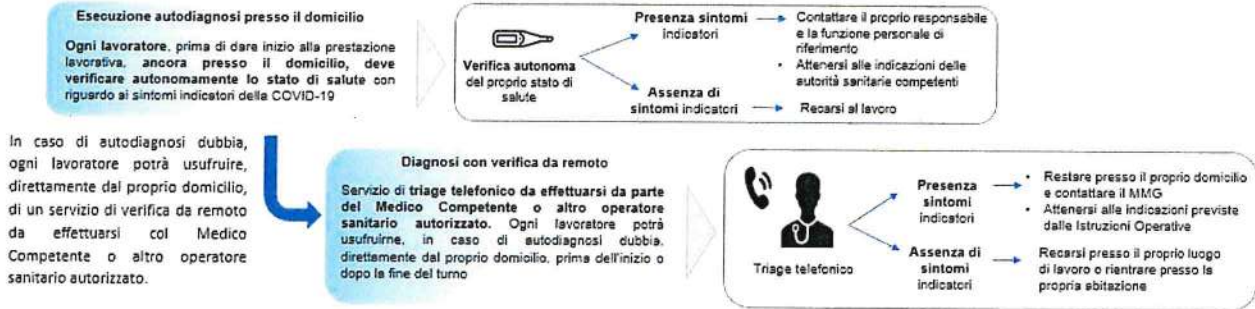 Esecuzione autodiagnosi presso il domicilio
Ogni lavoratore, prima di dare inizio alla prestazione
lavorativa, ancora presso il domicilio, deve
verificare autonomamente lo stato di salute con
riguardo ai sintomi indicatori della COVID-19
Verifica autonoma
del proprio stato di
salute
Presenza sintomi
indicatori
• Contattare il proprio responsabile
e la funzione personale di
riferimento
• Attenersi alle indicazioni delle
autorità sanitarie competenti
Assenza di
sintomi indicatori
• Recarsi al lavoro
In caso di autodiagnosi dubbia,
ogni lavoratore potrà usufruire,
direttamente dal proprio domicilio,
di un servizio di verifica da remoto
da effettuarsi col Medico
Competente o altro operatore
sanitario autorizzato.
Diagnosi con verifica da remoto
Servizio di triage telefonico da effettuarsi da parte
del Medico Competente o altro operatore
sanitario autorizzato. Ogni lavoratore potrà
usufruirne, in caso di autodiagnosi dubbia,
direttamente dal proprio domicilio, prima dell'inizio o
dopo la fine del turno
Triage telefonico
Presenza
sintomi
indicatori
• Restare presso il proprio domicilio
e contattare il MMG
• Attenersi alle indicazioni previste
dalle Istruzioni Operative
Assenza di
sintomi
indicatori
• Recarsi presso il proprio luogo
di lavoro o rientrare presso la
propria abitazione